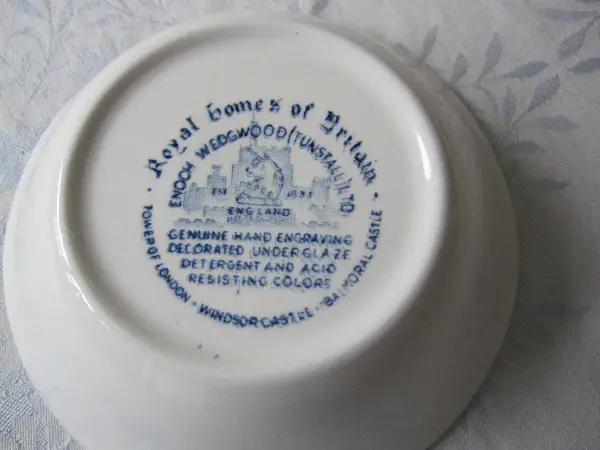 Royal Homes of Britain
ENOCH WEDGWOOD (TUNSTALL) LTD
EST 1835
ENGLAND
GENUINE HAND ENGRAVING
DECORATED UNDERGLAZE
DETERGENT AND ACID
RESISTING COLORS
TOWER OF LONDON · WINDSOR CASTLE · BALMORAL CASTLE